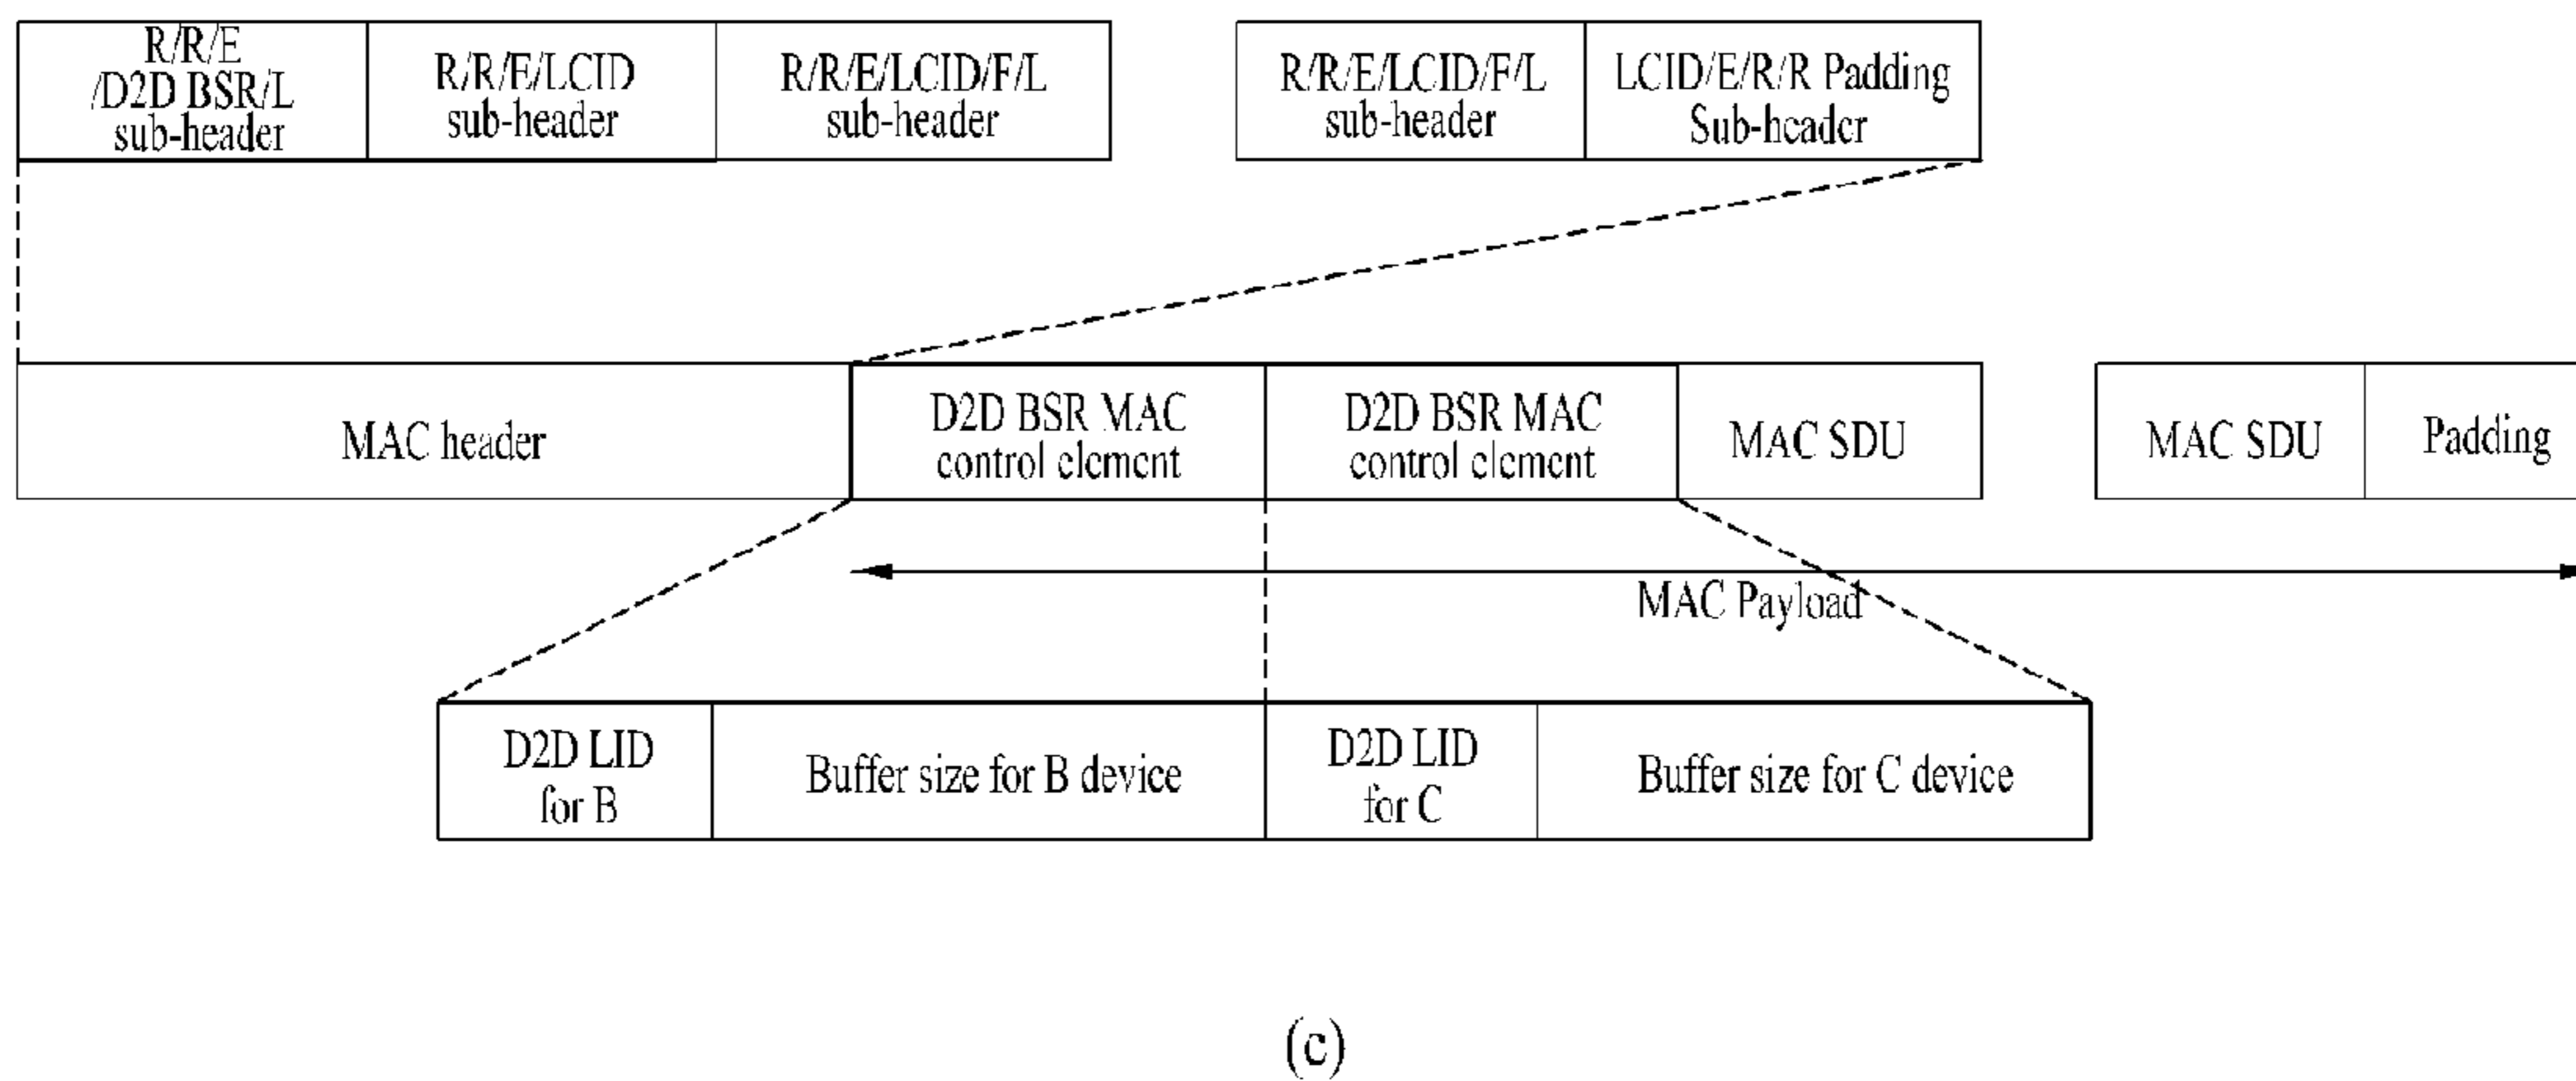 R/R/E
/D2D BSR/L
sub-header
R/R/E/LCID
sub-header
R/R/E/LCID/F/L
sub-header
R/R/E/LCID/F/L
sub-header
LCID/E/R/R Padding
Sub-header
MAC header
D2D BSR MAC
control element
D2D BSR MAC
control element
MAC SDU
MAC SDU
Padding
MAC Payload
D2D LID
for B
Buffer size for B device
D2D LID
for C
Buffer size for C device
(c)